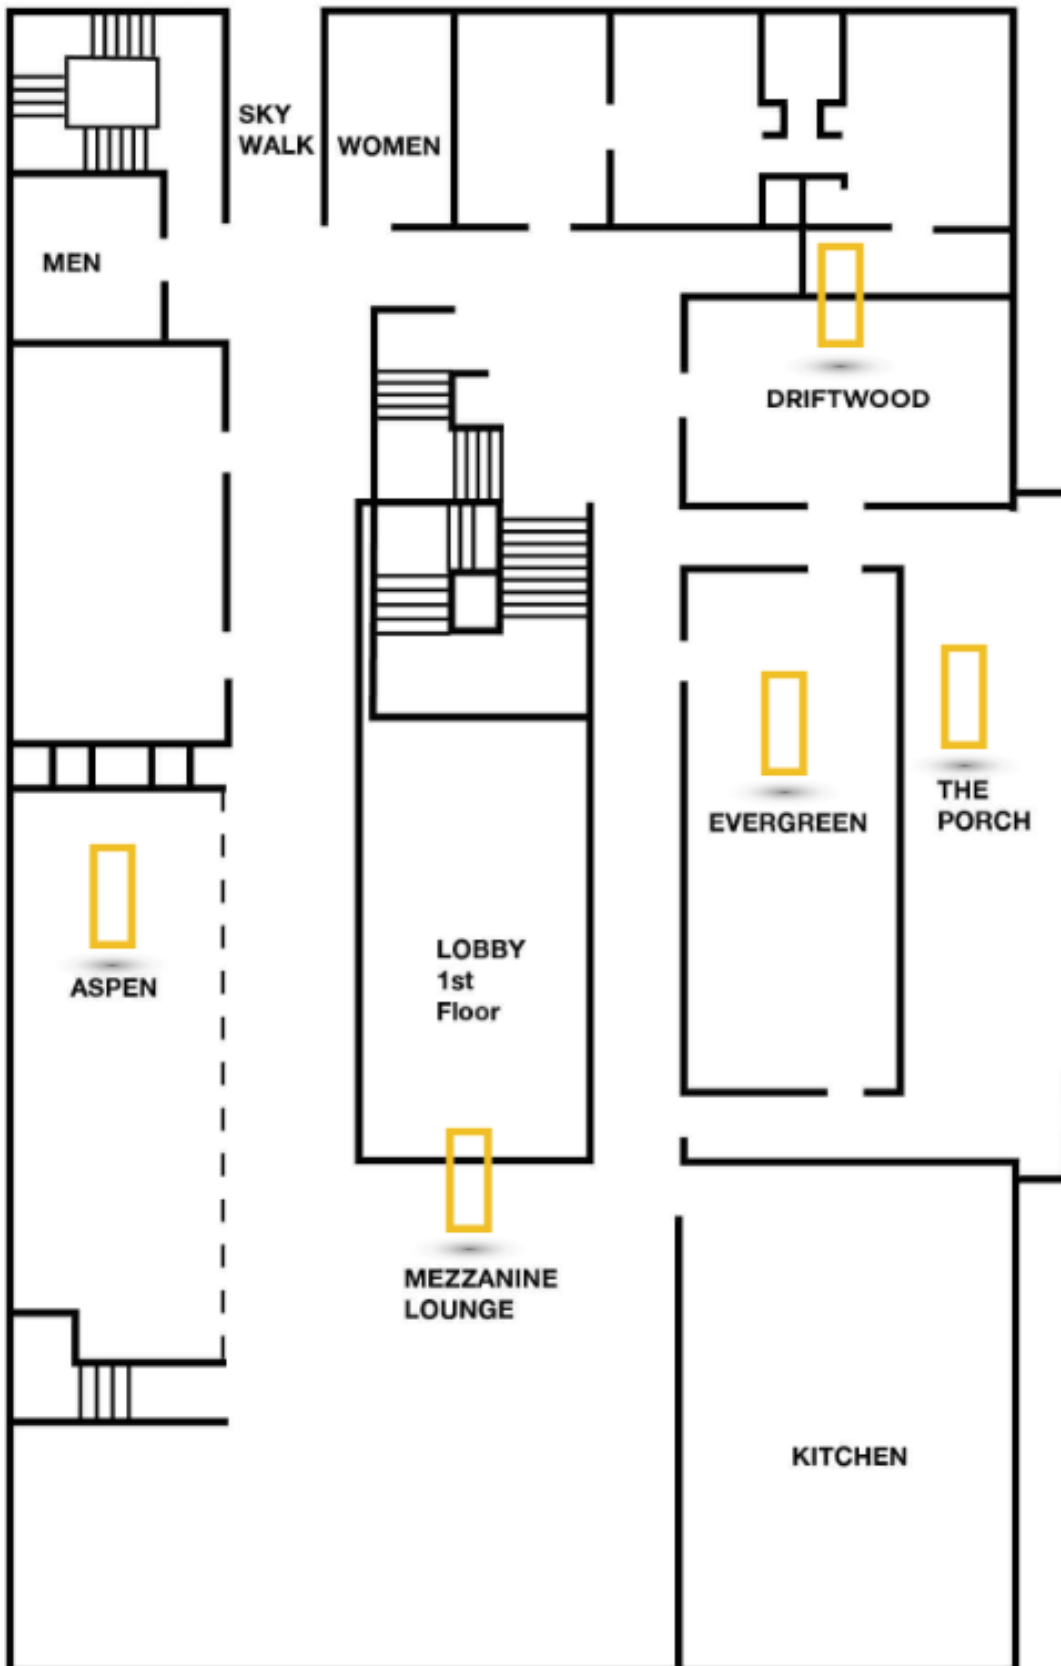 SKY
WALK
WOMEN
MEN
DRIFTWOOD
EVERGREEN
THE
PORCH
ASPEN
LOBBY
1st
Floor
MEZZANINE
LOUNGE
KITCHEN